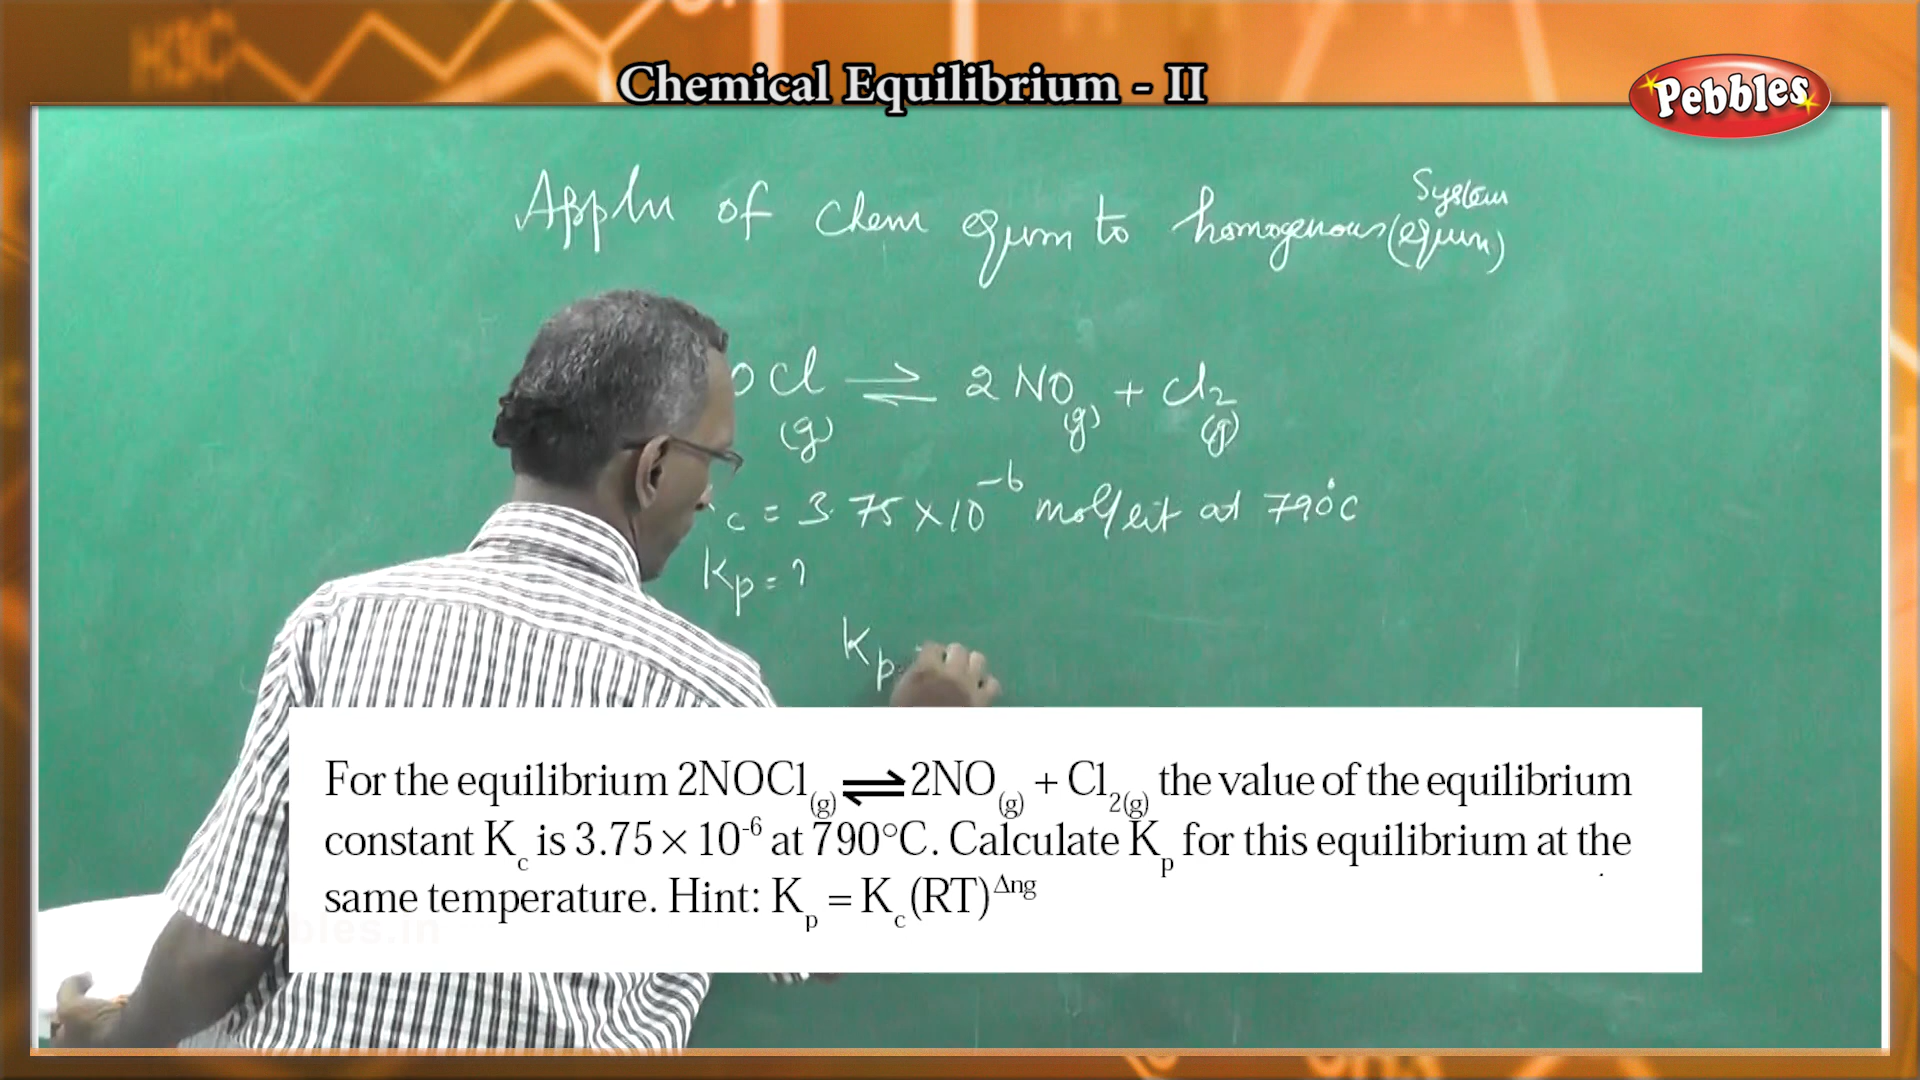 H3C
Chemical Equilibrium - II
Pebbles
System
Appln of Chem equm to homogenous (equm)
OCl (g) ⇌ 2 NO (g) + Cl2 (g)
c = 3.75 × 10^-6 mol/lit at 790°C
Kp = ?
Kp
For the equilibrium 2NOCl(g) ⇌ 2NO(g) + Cl2(g) the value of the equilibrium
constant Kc is 3.75 × 10^-6 at 790°C. Calculate Kp for this equilibrium at the
same temperature. Hint: Kp = Kc (RT)^Δng